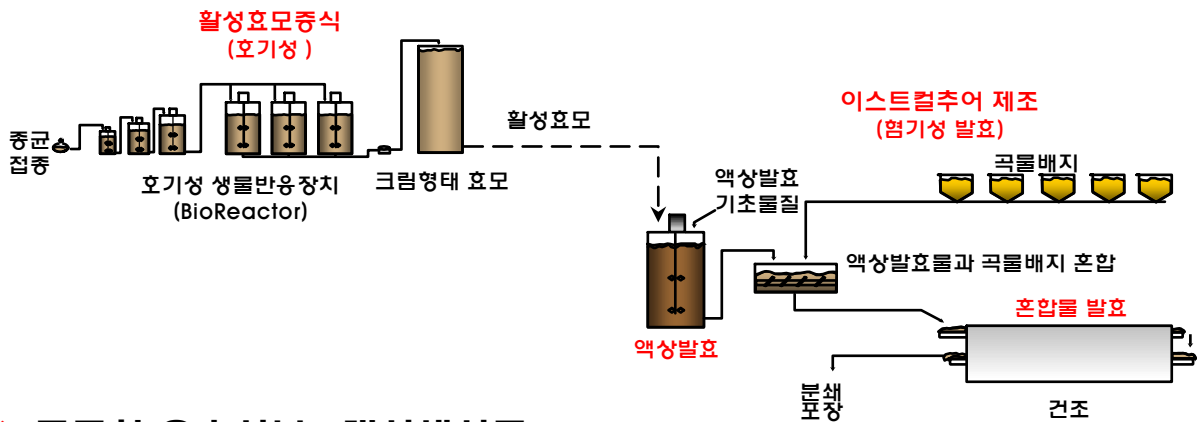 활성효모증식
(호기성 )
종균
접종
호기성 생물반응장치
(BioReactor)
크림형태 효모
활성효모
이스트컬추어 제조
(혐기성 발효)
곡물배지
액상발효
기초물질
액상발효물과 곡물배지 혼합
액상발효
혼합물 발효
분쇄
포장
건조